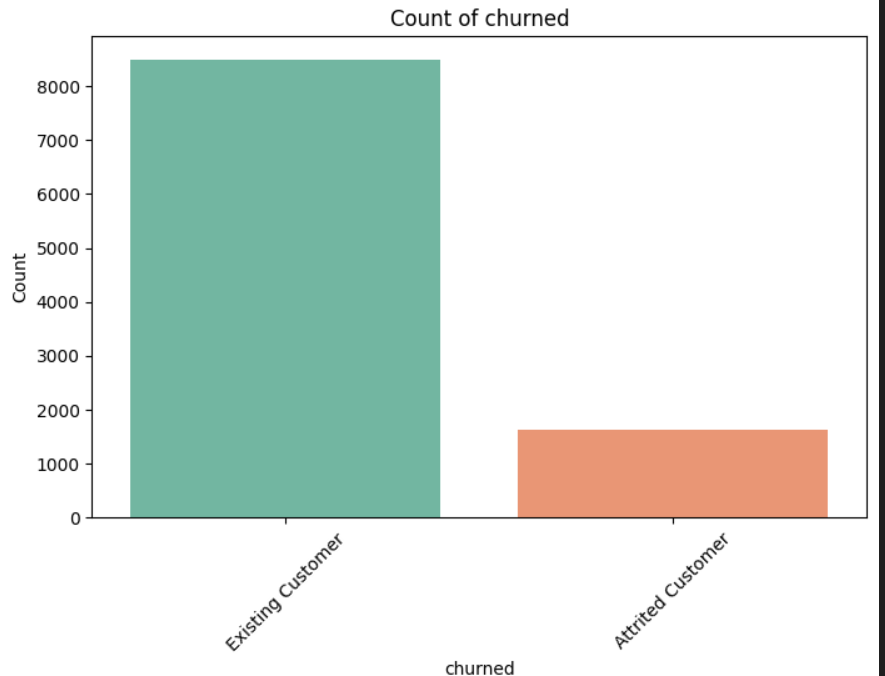 Count of churned
8000
7000
6000
5000
4000
3000
2000
1000
0
Count
Existing Customer
Attrited Customer
churned